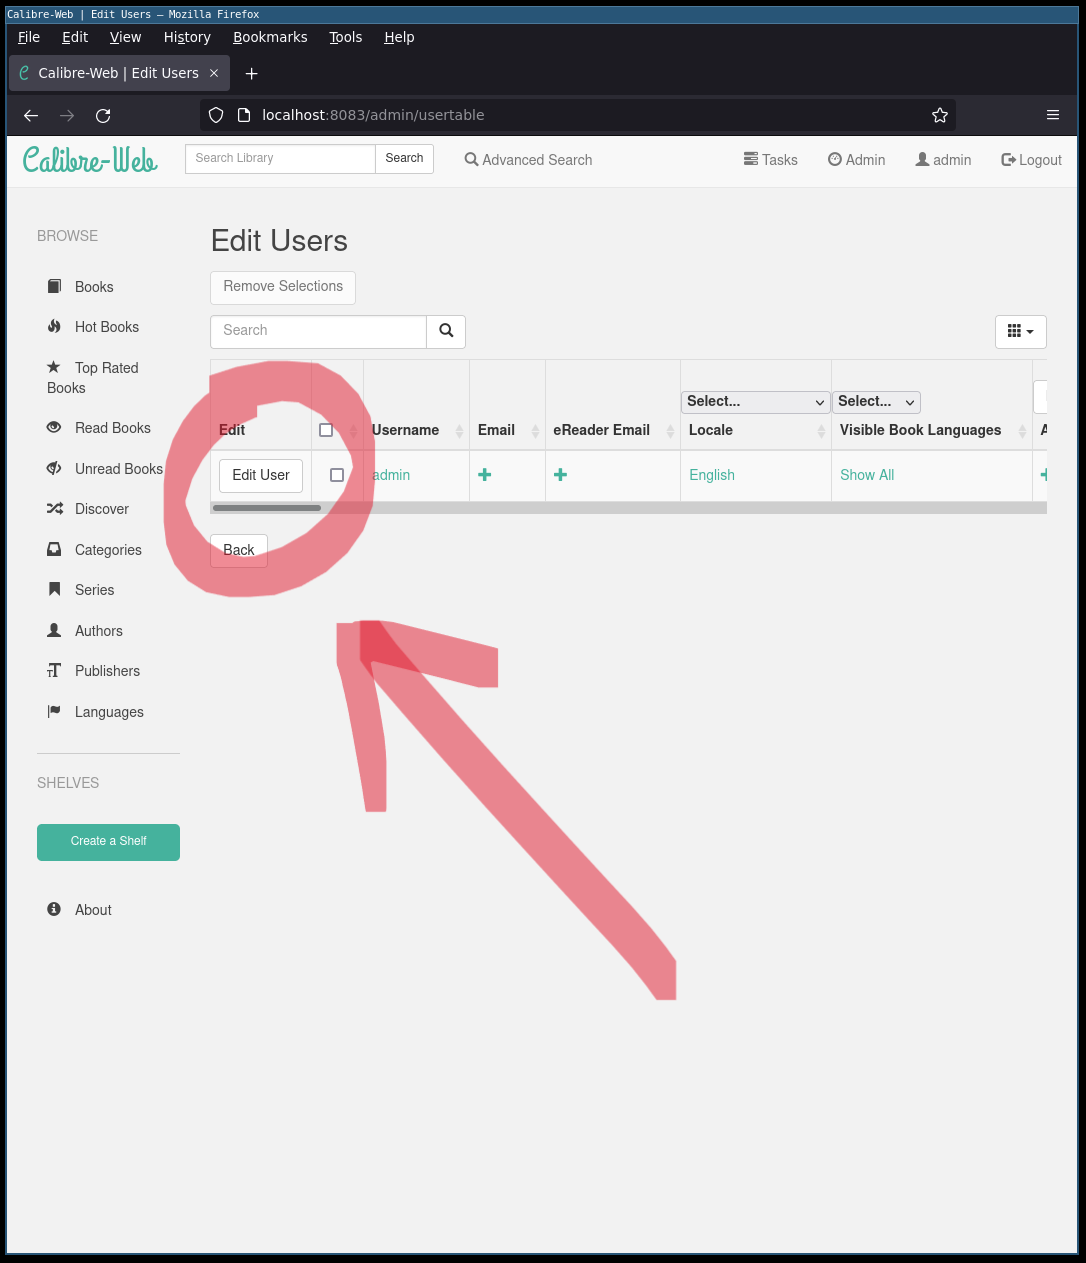 Calibre-Web | Edit Users — Mozilla Firefox
File Edit View History Bookmarks Tools Help
Calibre-Web | Edit Users × +
localhost:8083/admin/usertable
Calibre-Web Search Library Search Advanced Search Tasks Admin admin Logout
BROWSE
Books
Hot Books
Top Rated
Books
Read Books
Unread Books
Discover
Categories
Series
Authors
Publishers
Languages
SHELVES
Create a Shelf
About
Edit Users
Remove Selections
Search
Select... Select...
Edit Username Email eReader Email Locale Visible Book Languages
Edit User admin + + English Show All +
Back